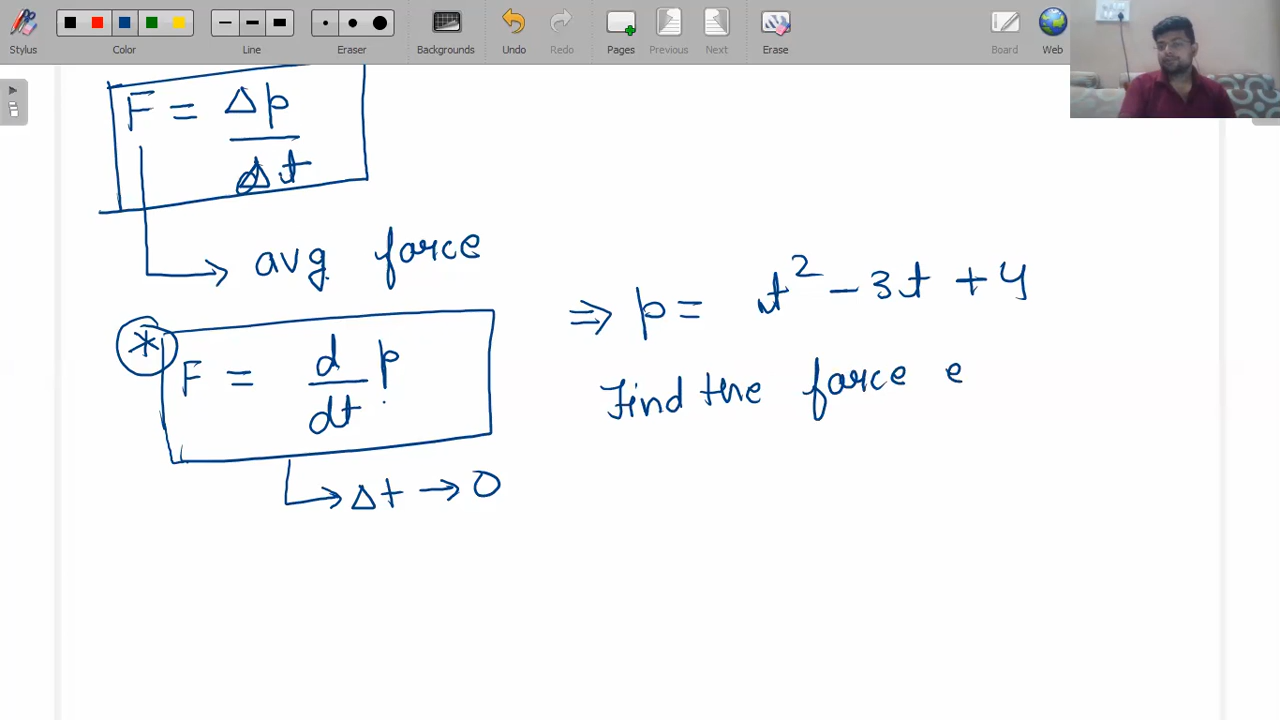 Stylus Color Line Eraser Backgrounds Undo Redo Pages Previous Next Erase Board Web
F = Δp
Δt
avg force
* F = d p
dt
Δt → 0
⇒ p = t² - 3t + 4
Find the force e